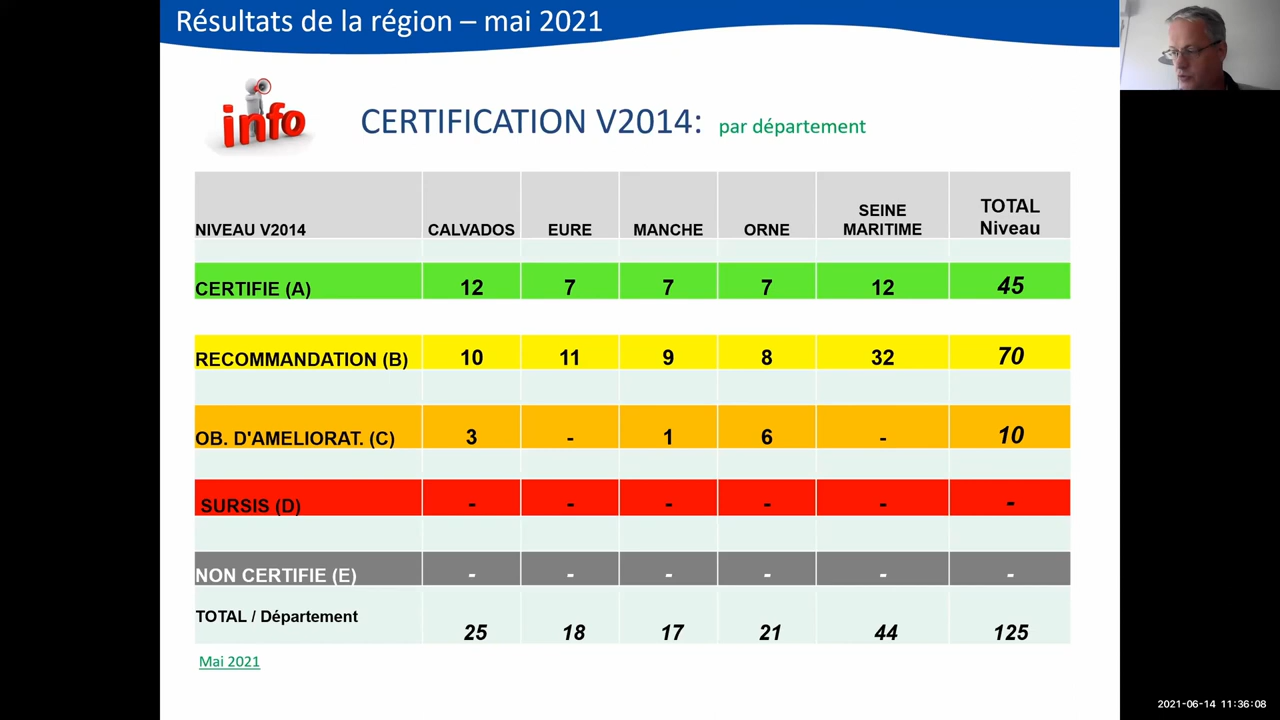 Résultats de la région – mai 2021
info
CERTIFICATION V2014: par département
NIVEAU V2014 CALVADOS EURE MANCHE ORNE SEINE MARITIME TOTAL Niveau
CERTIFIE (A) 12 7 7 7 12 45
RECOMMANDATION (B) 10 11 9 8 32 70
OB. D'AMELIORAT. (C) 3 - 1 6 - 10
SURSIS (D) - - - - - -
NON CERTIFIE (E) - - - - - -
TOTAL / Département 25 18 17 21 44 125
Mai 2021
2021-06-14 11:36:08